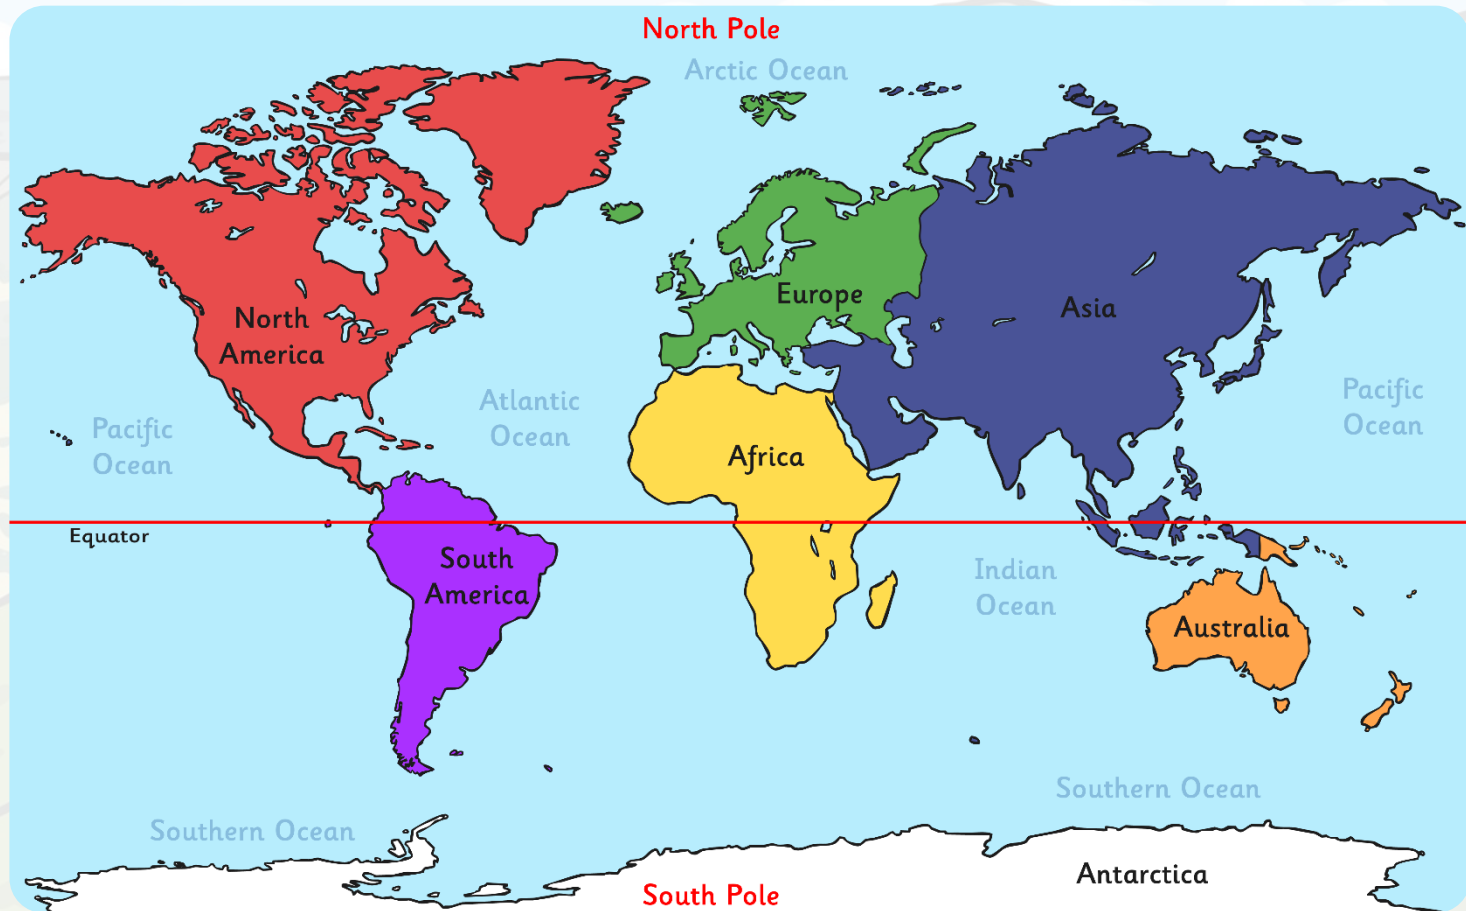 North Pole
Arctic Ocean
Europe
Asia
North
America
Atlantic
Ocean
Pacific
Ocean
Pacific
Ocean
Africa
Equator
South
America
Indian
Ocean
Australia
Southern Ocean
Southern Ocean
Antarctica
South Pole